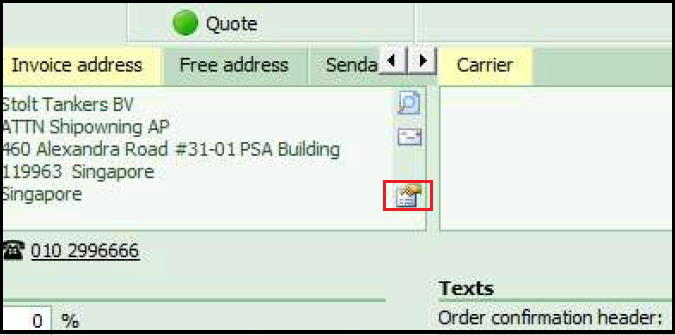 Quote
Invoice address
Free address
Senda
Carrier
Stolt Tankers BV
ATTN Shipowning AP
460 Alexandra Road #31-01 PSA Building
119963 Singapore
Singapore
010 2996666
Texts
0 %
Order confirmation header: